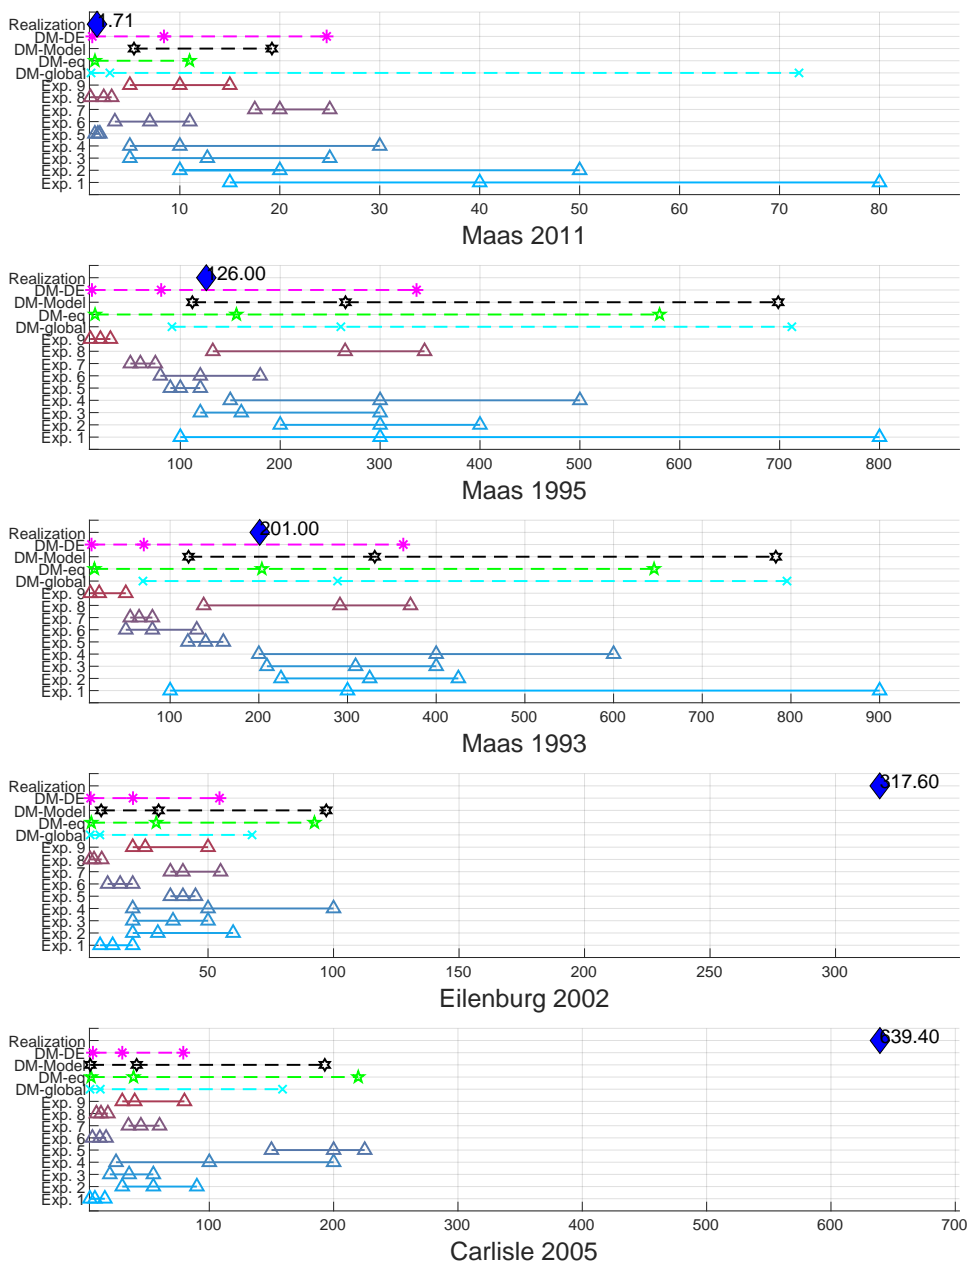 Realization 1.71
DM-DE
DM-Model
DM-eq
DM-global
Exp. 9
Exp. 8
Exp. 7
Exp. 6
Exp. 5
Exp. 4
Exp. 3
Exp. 2
Exp. 1
10 20 30 40 50 60 70 80
Maas 2011
Realization 126.00
DM-DE
DM-Model
DM-eq
DM-global
Exp. 9
Exp. 8
Exp. 7
Exp. 6
Exp. 5
Exp. 4
Exp. 3
Exp. 2
Exp. 1
100 200 300 400 500 600 700 800
Maas 1995
Realization 201.00
DM-DE
DM-Model
DM-eq
DM-global
Exp. 9
Exp. 8
Exp. 7
Exp. 6
Exp. 5
Exp. 4
Exp. 3
Exp. 2
Exp. 1
100 200 300 400 500 600 700 800 900
Maas 1993
Realization 317.60
DM-DE
DM-Model
DM-eq
DM-global
Exp. 9
Exp. 8
Exp. 7
Exp. 6
Exp. 5
Exp. 4
Exp. 3
Exp. 2
Exp. 1
50 100 150 200 250 300
Eilenburg 2002
Realization 639.40
DM-DE
DM-Model
DM-eq
DM-global
Exp. 9
Exp. 8
Exp. 7
Exp. 6
Exp. 5
Exp. 4
Exp. 3
Exp. 2
Exp. 1
100 200 300 400 500 600 700
Carlisle 2005